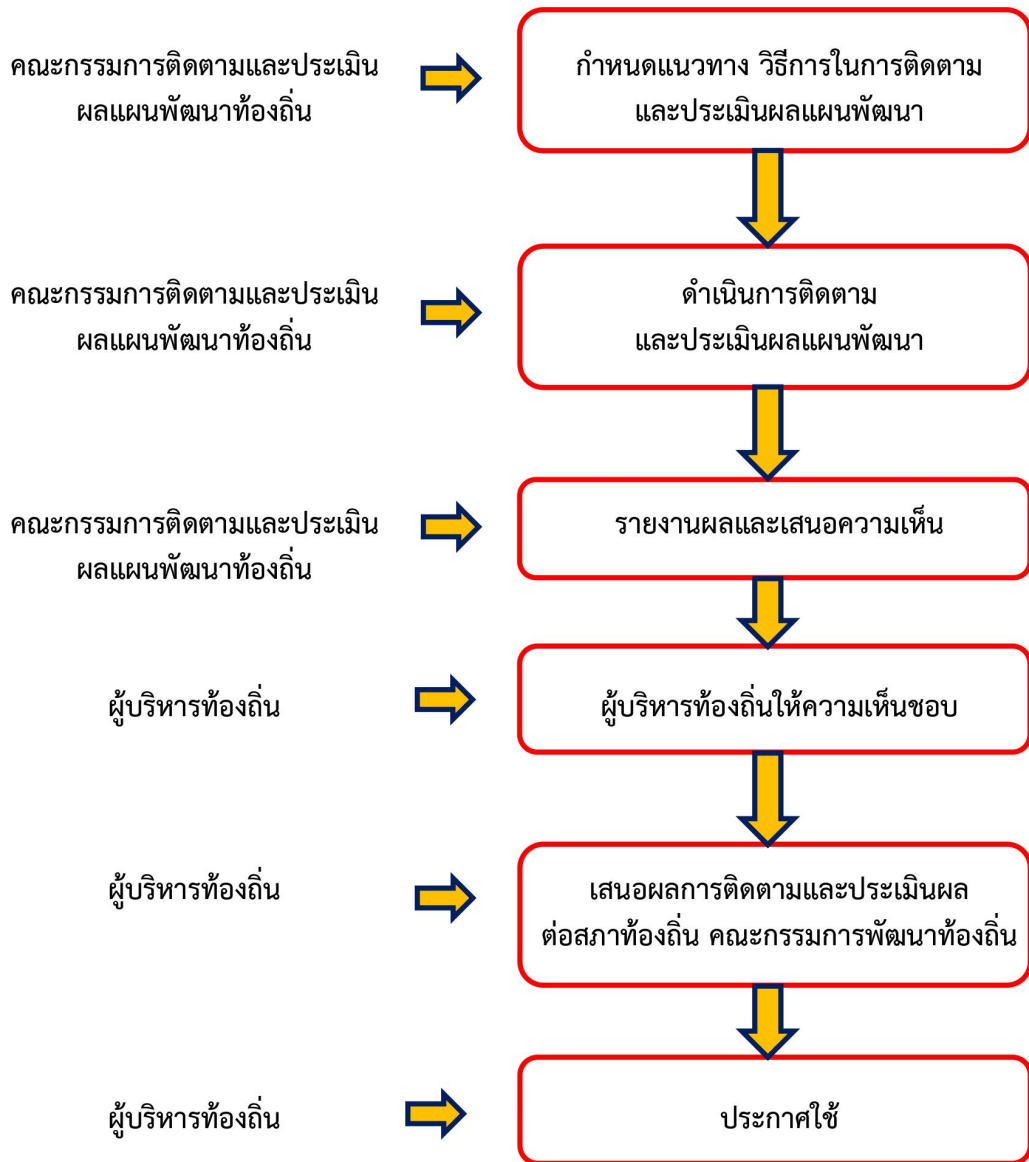 คณะกรรมการติดตามและประเมิน
ผลแผนพัฒนาท้องถิ่น
กำหนดแนวทาง วิธีการในการติดตาม
และประเมินผลแผนพัฒนา
คณะกรรมการติดตามและประเมิน
ผลแผนพัฒนาท้องถิ่น
ดำเนินการติดตาม
และประเมินผลแผนพัฒนา
คณะกรรมการติดตามและประเมิน
ผลแผนพัฒนาท้องถิ่น
รายงานผลและเสนอความเห็น
ผู้บริหารท้องถิ่น
ผู้บริหารท้องถิ่นให้ความเห็นชอบ
ผู้บริหารท้องถิ่น
เสนอผลการติดตามและประเมินผล
ต่อสภาท้องถิ่น คณะกรรมการพัฒนาท้องถิ่น
ผู้บริหารท้องถิ่น
ประกาศใช้